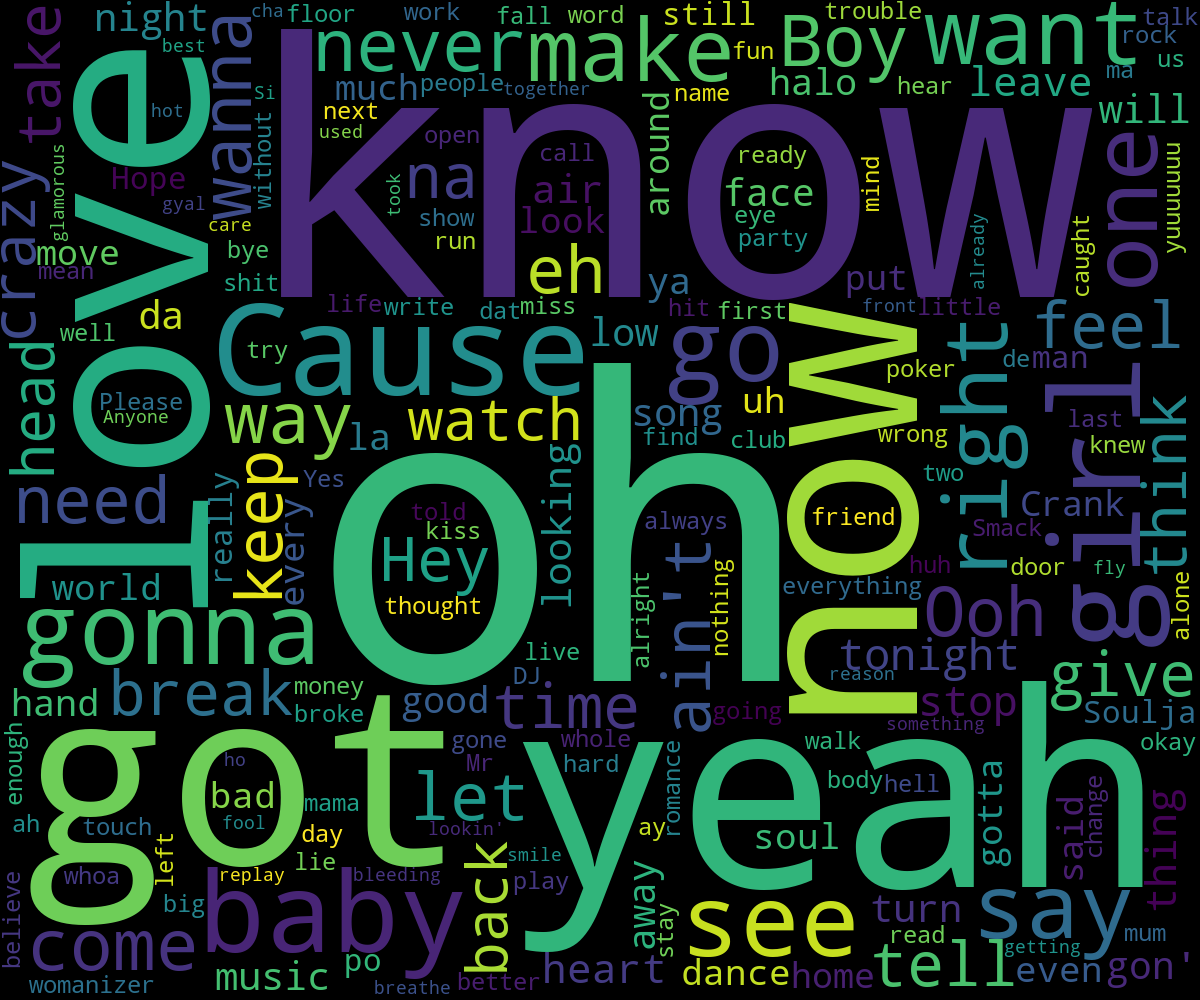 night
cha
floor
work
fall
word
still
trouble
want
talk
take
best
never
make
fun
Boy
rock
us
love
wanna
much
people
together
name
halo
hear
leave
ma
hot
Si
know
next
used
open
around
will
crazy
glamorous
Hope
gyal
without
took
na
call
air
look
ready
face
eye
party
mind
one
yuuuuuu
move
mean
care
bye
show
run
eh
already
caught
shit
ya
put
da
life
write
dat
miss
hit
first
front
little
well
try
Cause
low
go
now
feel
head
Please
Anyone
way
la
watch
song
uh
poker
right
de
man
girl
find
club
wrong
last
knew
think
need
really
keep
every
Yes
oh
told
kiss
Hey
thought
looking
always
friend
two
Crank
Smack
world
alright
ain't
nothing
everything
huh
door
fly
alone
gonna
live
Ooh
tonight
reason
give
hand
break
money
broke
good
DJ
time
going
stop
something
Soulja
enough
got
ho
bad
fool
gone
Mr
let
whole
hard
romance
yeah
walk
body
hell
gotta
okay
ah
touch
mama
day
lookin'
ay
soul
said
change
thing
whoa
left
lie
replay
bleeding
smile
play
back
away
stay
believe
big
baby
see
turn
say
mum
come
read
getting
womanizer
music
po
breathe
better
heart
dance
home
tell
even
gon'